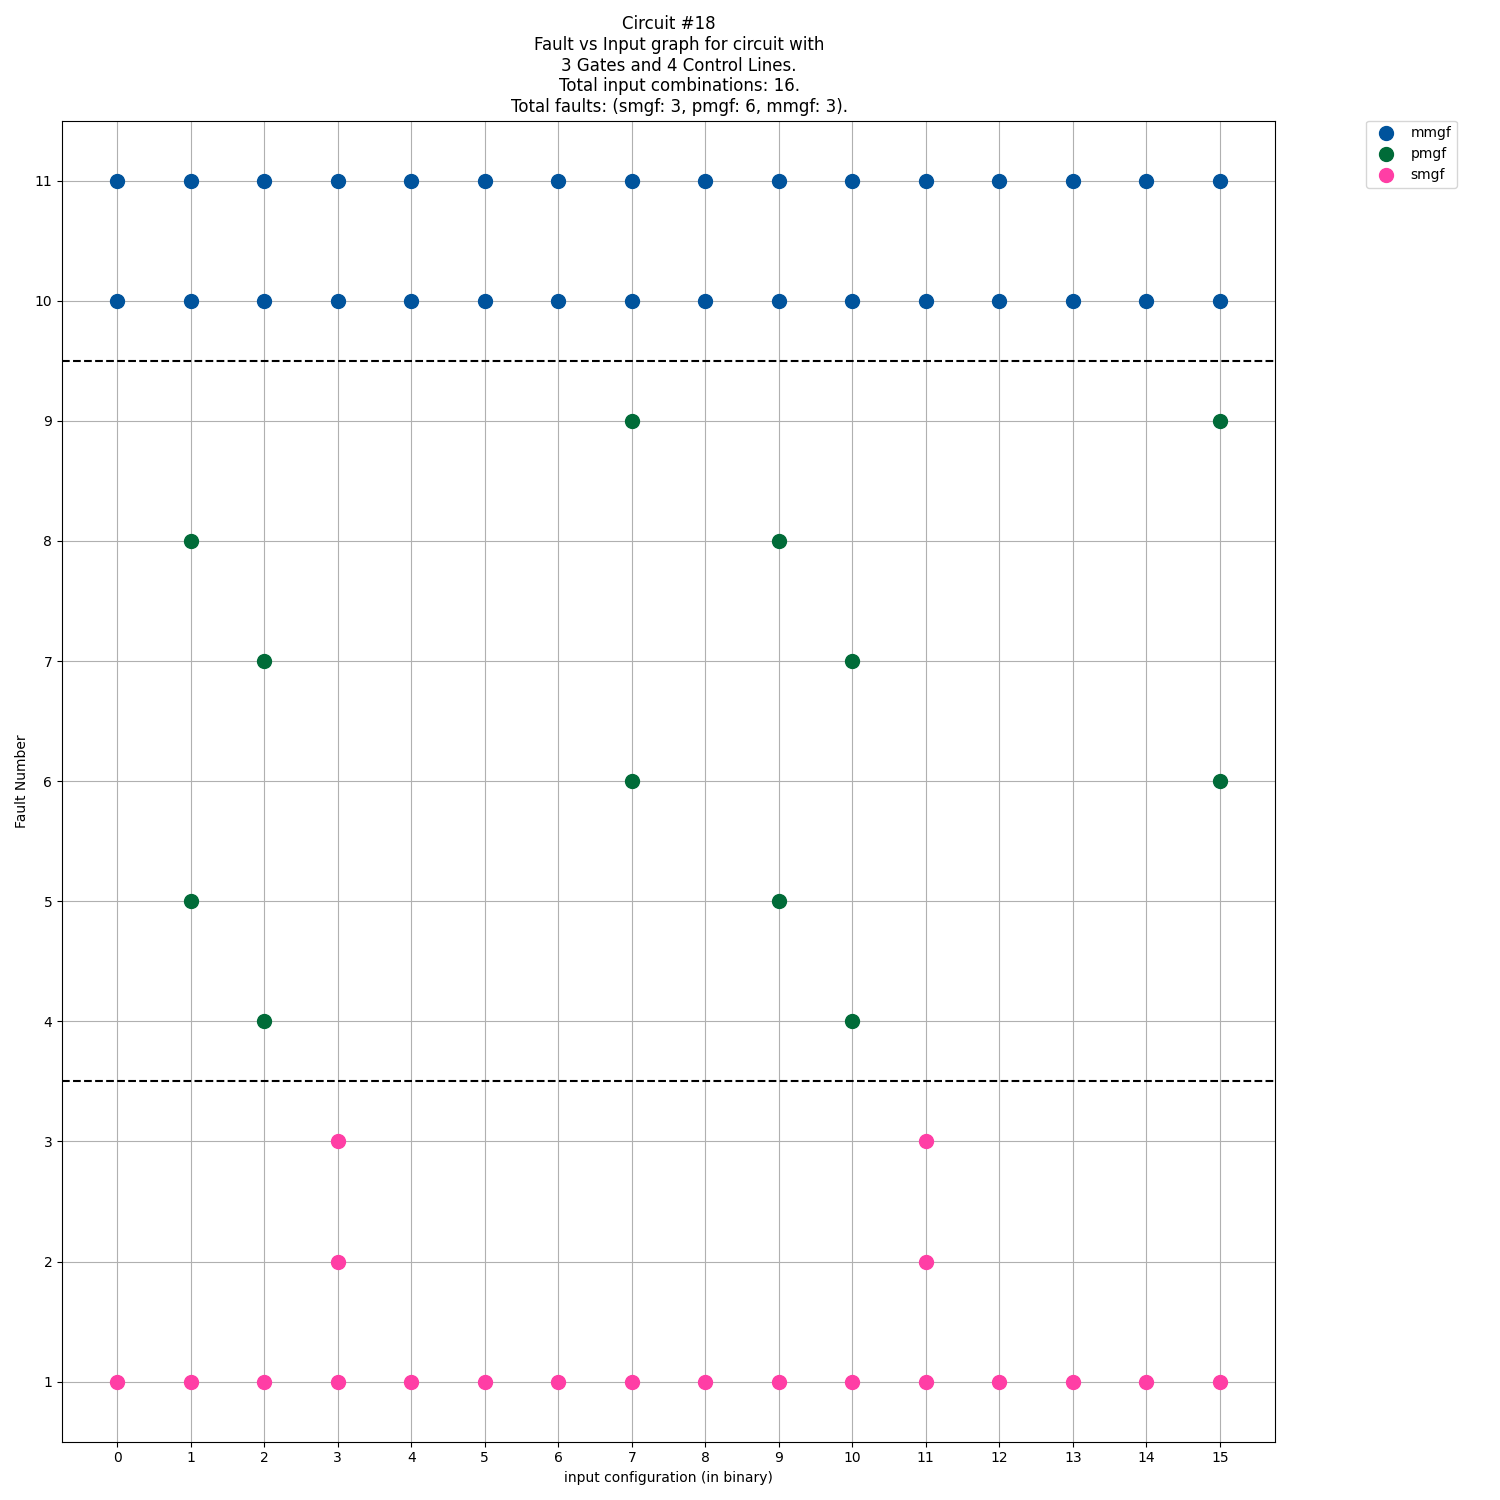 Circuit #18
Fault vs Input graph for circuit with
3 Gates and 4 Control Lines.
Total input combinations: 16.
Total faults: (smgf: 3, pmgf: 6, mmgf: 3).
mmgf
pmgf
smgf
11
10
9
8
7
6
5
4
3
2
1
Fault Number
0 1 2 3 4 5 6 7 8 9 10 11 12 13 14 15
input configuration (in binary)